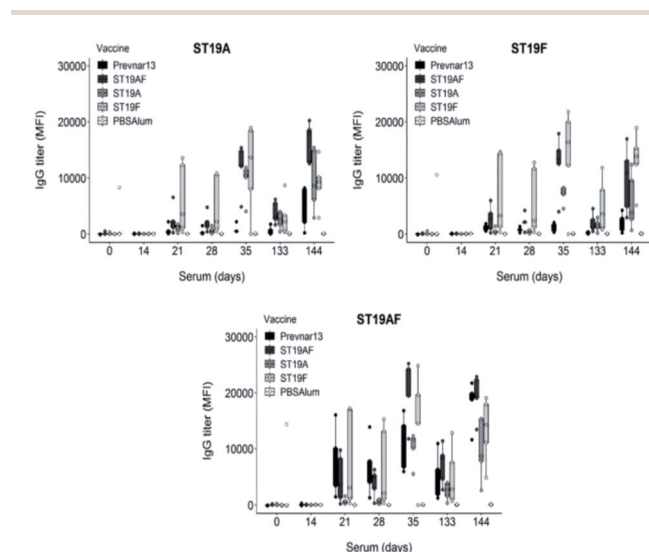 Vaccine
ST19A
Prevnar13
ST19AF
ST19A
ST19F
PBSAlum
30000
20000
10000
0
IgG titer (MFI)
0 14 21 28 35 133 144
Serum (days)
Vaccine
ST19F
Prevnar13
ST19AF
ST19A
ST19F
PBSAlum
30000
20000
10000
0
IgG titer (MFI)
0 14 21 28 35 133 144
Serum (days)
Vaccine
ST19AF
Prevnar13
ST19AF
ST19A
ST19F
PBSAlum
30000
20000
10000
0
IgG titer (MFI)
0 14 21 28 35 133 144
Serum (days)